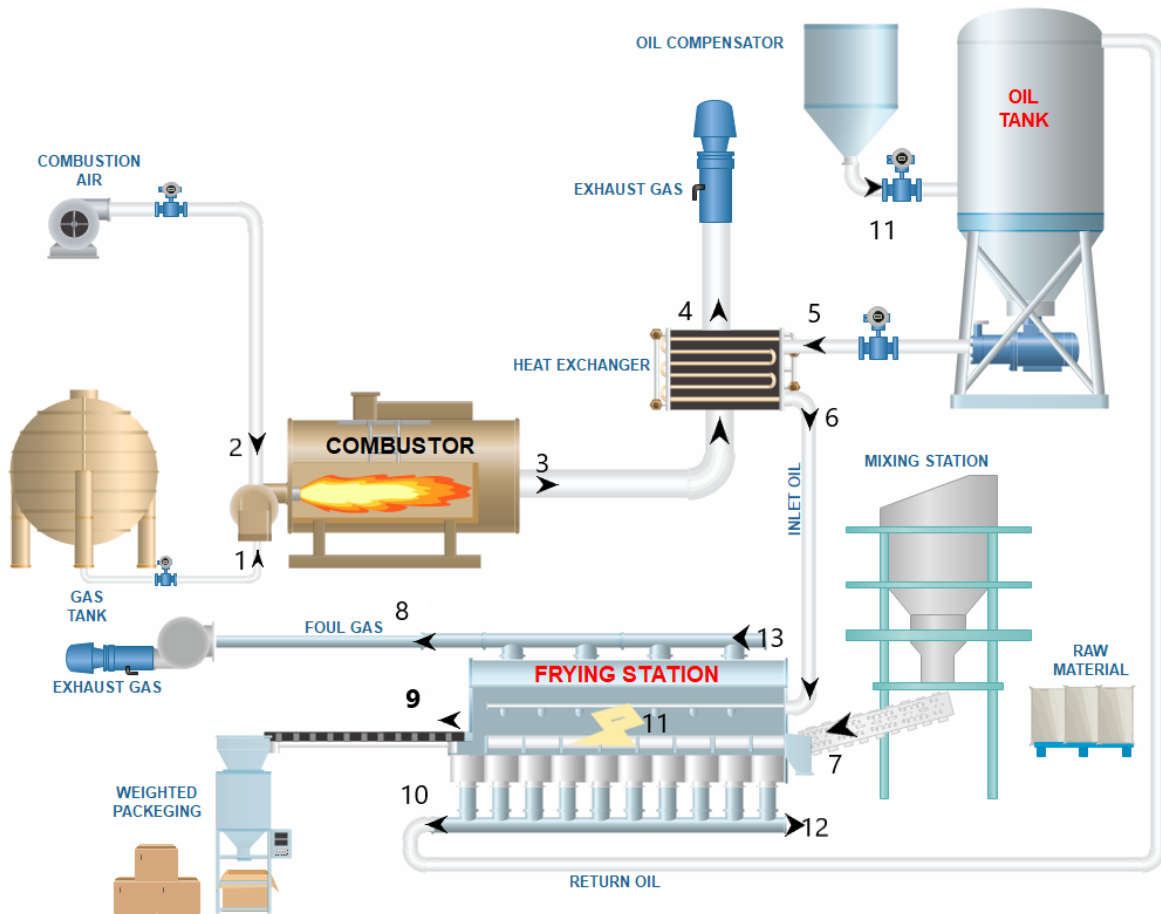 OIL COMPENSATOR
OIL
TANK
COMBUSTION
AIR
EXHAUST GAS
11
4
5
HEAT EXCHANGER
6
2
COMBUSTOR
3
MIXING STATION
INLET OIL
1
GAS
TANK
8
FOUL GAS
13
EXHAUST GAS
FRYING STATION
RAW
MATERIAL
9
11
7
WEIGHTED
PACKEGING
10
12
RETURN OIL